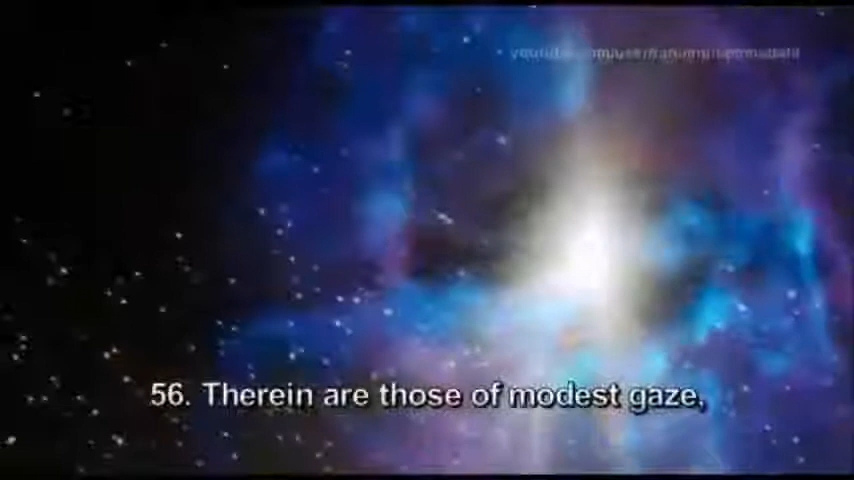 56. Therein are those of modest gaze,